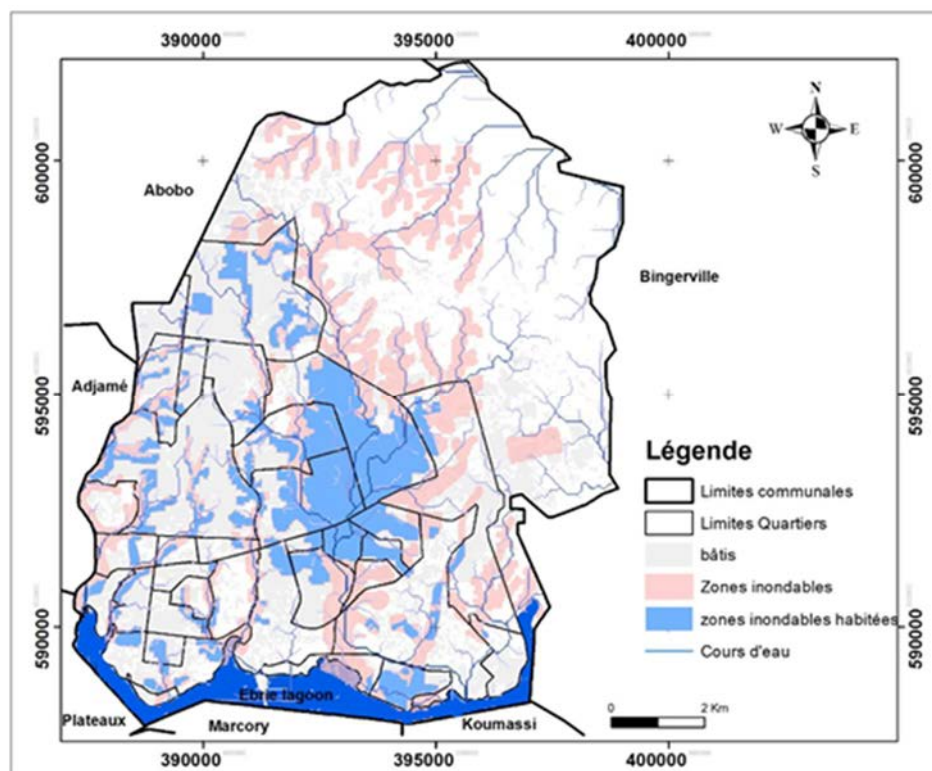 390000 395000 400000
N
W E
S
600000 600000
Abobo
Bingerville
595000 595000
Adjamé
Légende
Limites communales
Limites Quartiers
bâtis
Zones inondables
zones inondables habitées
Cours d'eau
590000 590000
Ebrie lagoon
Plateaux Marcory Koumassi
0 2 Km
390000 395000 400000